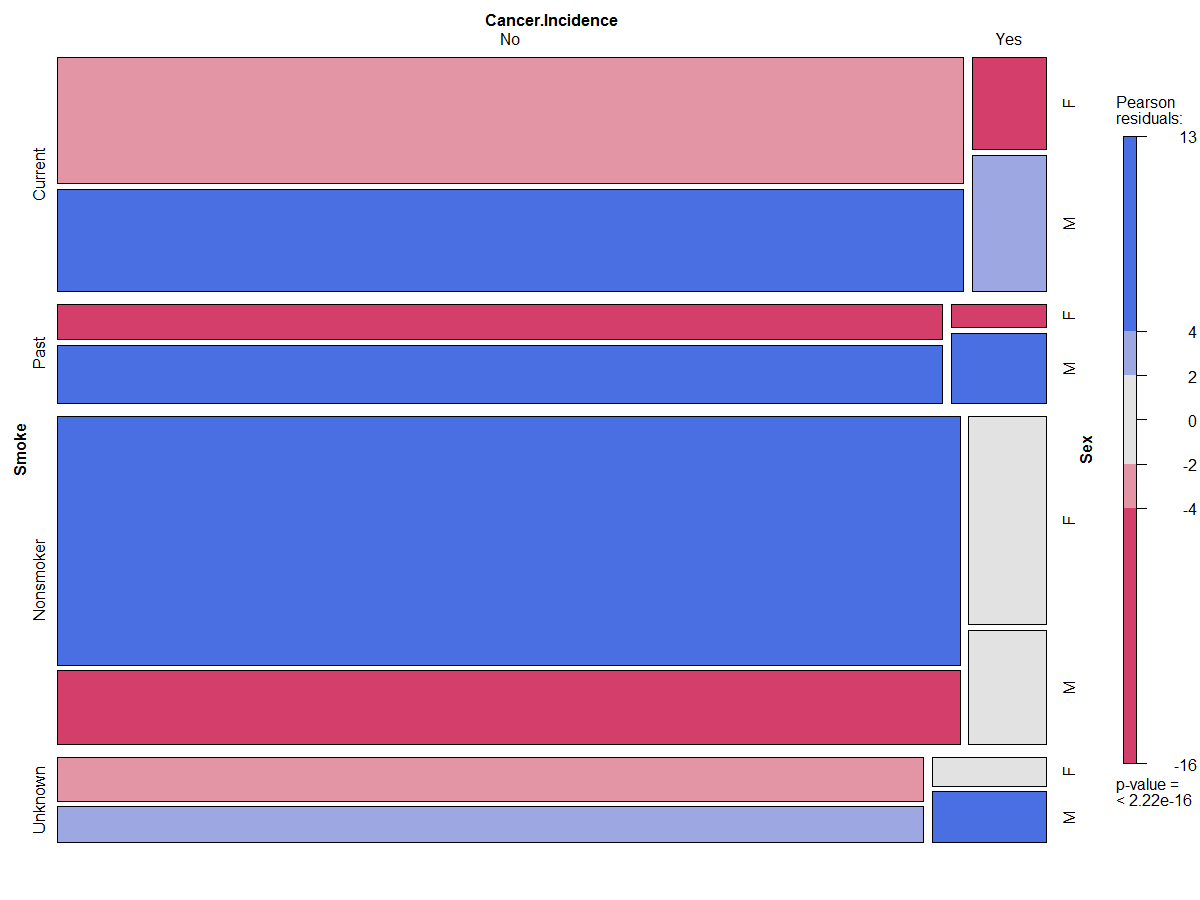 Cancer.Incidence
No
Yes
Smoke
Current
F
M
Past
F
M
Nonsmoker
F
M
Unknown
F
M
Sex
Pearson
residuals:
13
4
2
0
-2
-4
-16
p-value =
< 2.22e-16